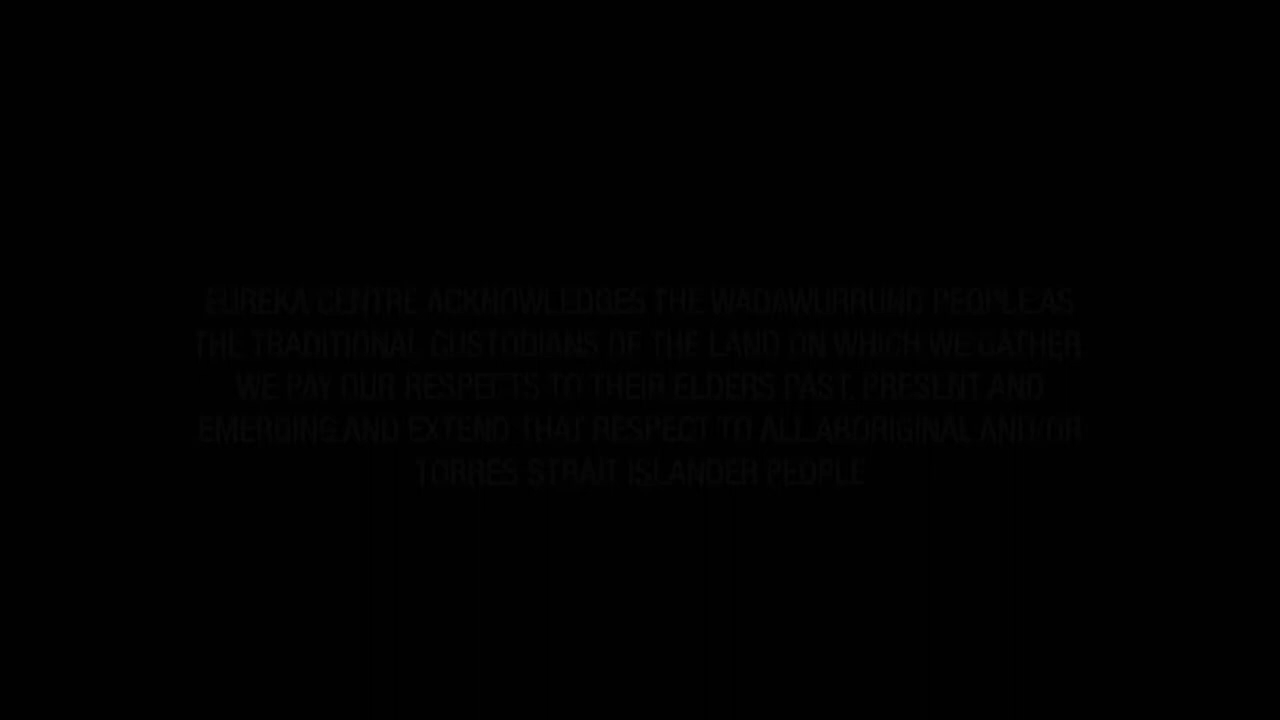 EUREKA CENTRE ACKNOWLEDGES THE WADAWURRUNG PEOPLE AS
THE TRADITIONAL CUSTODIANS OF THE LAND ON WHICH WE GATHER
WE PAY OUR RESPECTS TO THEIR ELDERS PAST, PRESENT AND
EMERGING AND EXTEND THAT RESPECT TO ALL ABORIGINAL AND/OR
TORRES STRAIT ISLANDER PEOPLE